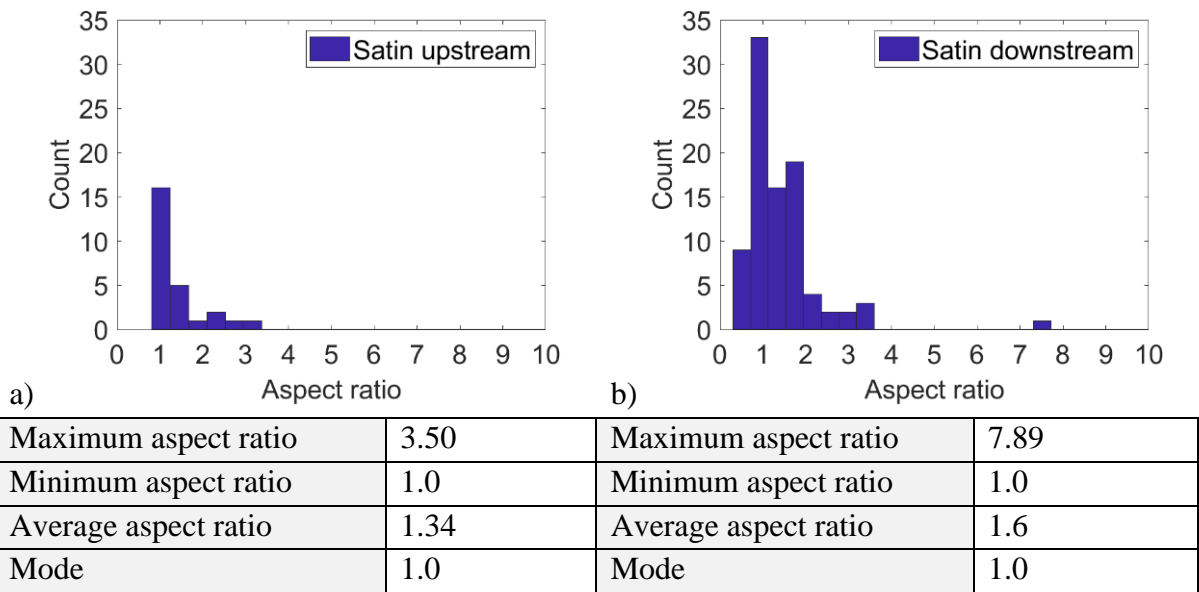 35
30
25
20
15
10
5
0
Count
Satin upstream
0 1 2 3 4 5 6 7 8 9 10
Aspect ratio
a)
35
30
25
20
15
10
5
0
Count
Satin downstream
0 1 2 3 4 5 6 7 8 9 10
Aspect ratio
b)
Maximum aspect ratio 3.50 Maximum aspect ratio 7.89
Minimum aspect ratio 1.0 Minimum aspect ratio 1.0
Average aspect ratio 1.34 Average aspect ratio 1.6
Mode 1.0 Mode 1.0